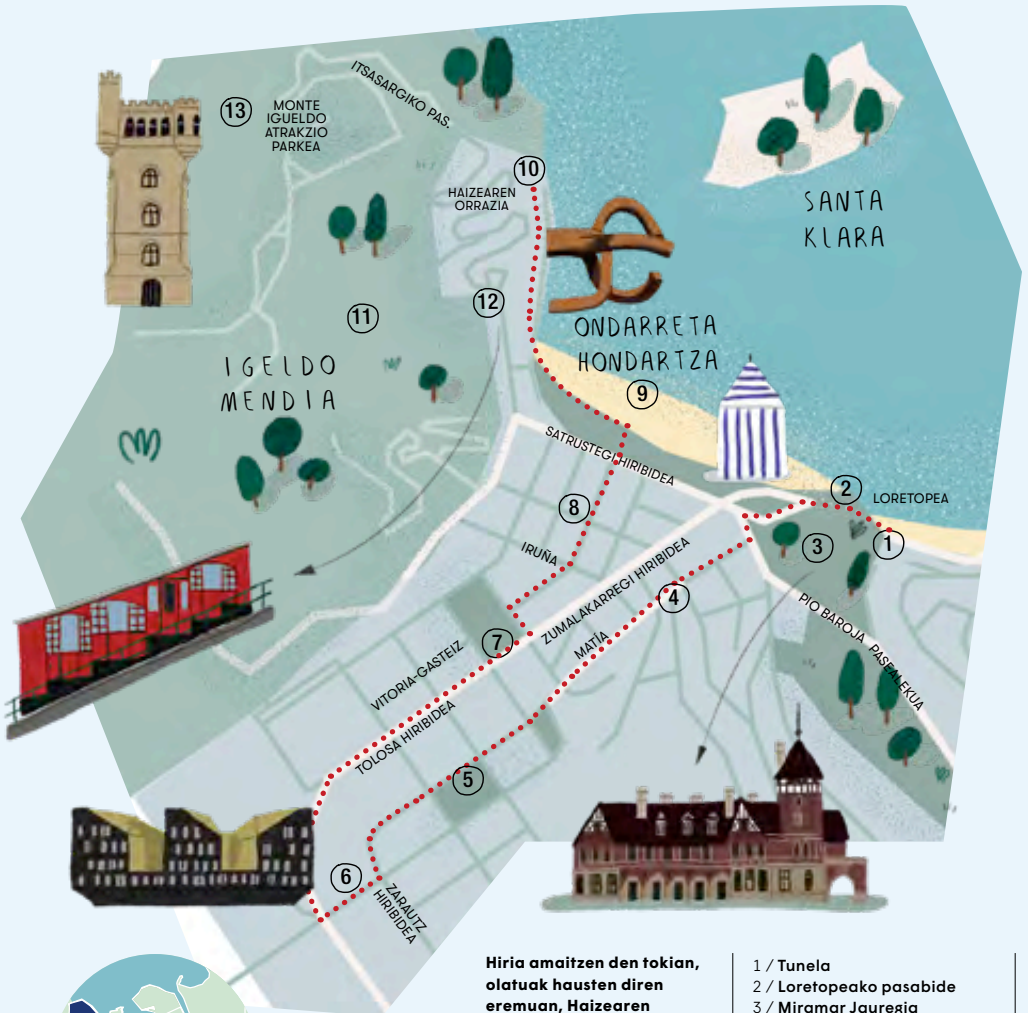 ITSASARGIKO PAS.
13
MONTE
IGUELDO
ATRAKZIO
PARKEA
10
HAIZEAREN
ORRAZIA
SANTA
KLARA
12
11
ONDARRETA
HONDARTZA
IGELDO
MENDIA
9
SATRUSTEGI HIRIBIDEA
2
LORETOPEA
8
3
1
IRUÑA
ZUMALAKARREGI HIRIBIDEA
4
PIO BAROJA PASEALEKUA
7
MATÍA
VITORIA-GASTEIZ
TOLOSA HIRIBIDEA
5
6
ZARAUTZ
HIRIBIDEA
Hiria amaitzen den tokian,
olatuak hausten diren
eremuan, Haizearen
1 / Tunela
2 / Loretopeako pasabide
3 / Miramar Jauregia